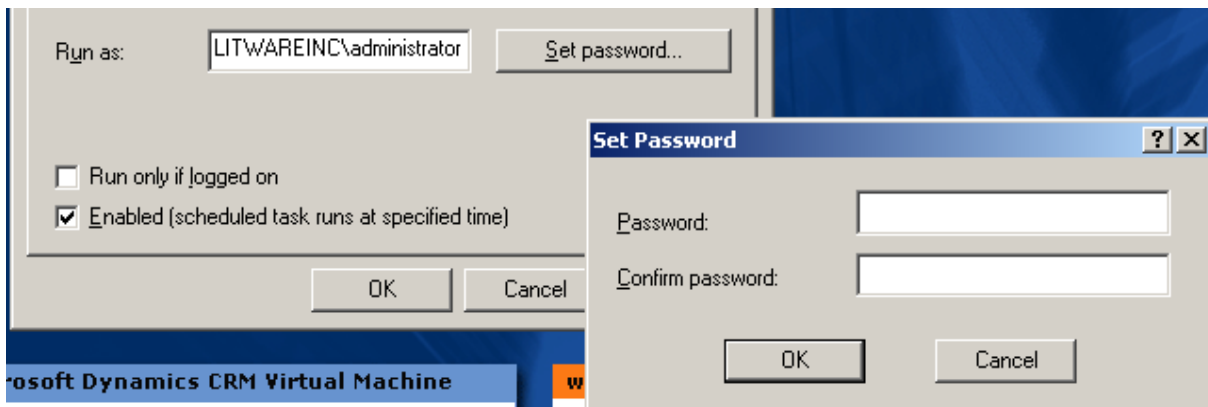 Run as:
LITWAREINC\administrator
Set password...
Run only if logged on
Enabled (scheduled task runs at specified time)
OK
Cancel
Set Password
?
Password:
Confirm password:
OK
Cancel
rosoft Dynamics CRM Virtual Machine
w